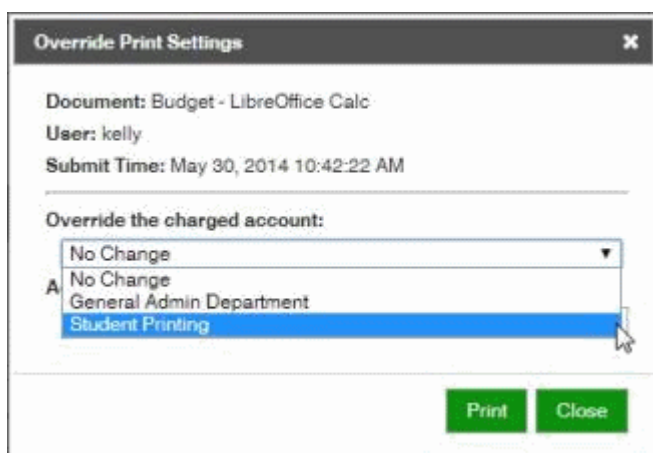 Override Print Settings ×
Document: Budget - LibreOffice Calc
User: kelly
Submit Time: May 30, 2014 10:42:22 AM
Override the charged account:
No Change
No Change
A
General Admin Department
Student Printing
Print Close